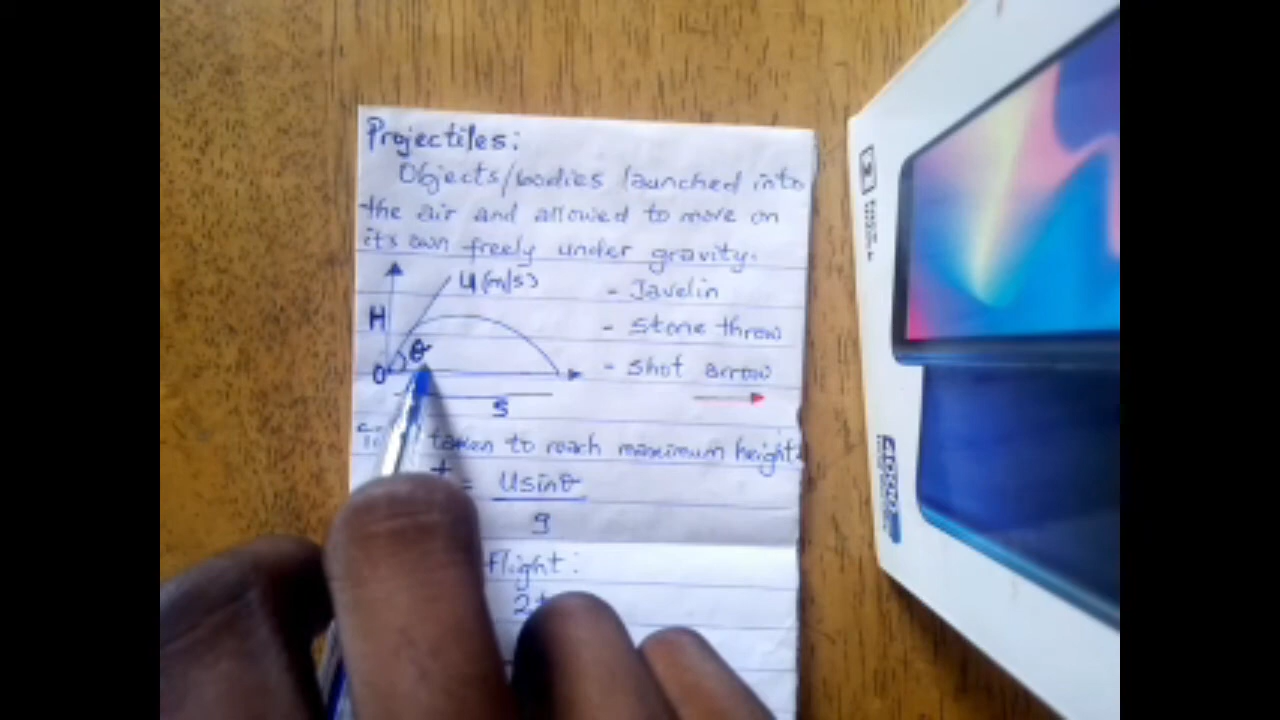 Projectiles:
Objects/bodies launched into
the air and allowed to move on
its own freely under gravity.
U(m/s)
- Javelin
H
- Stone throw
θ
O
- Shot arrow
S
taken to reach maximum height
t = Usinθ
g
Flight:
2t